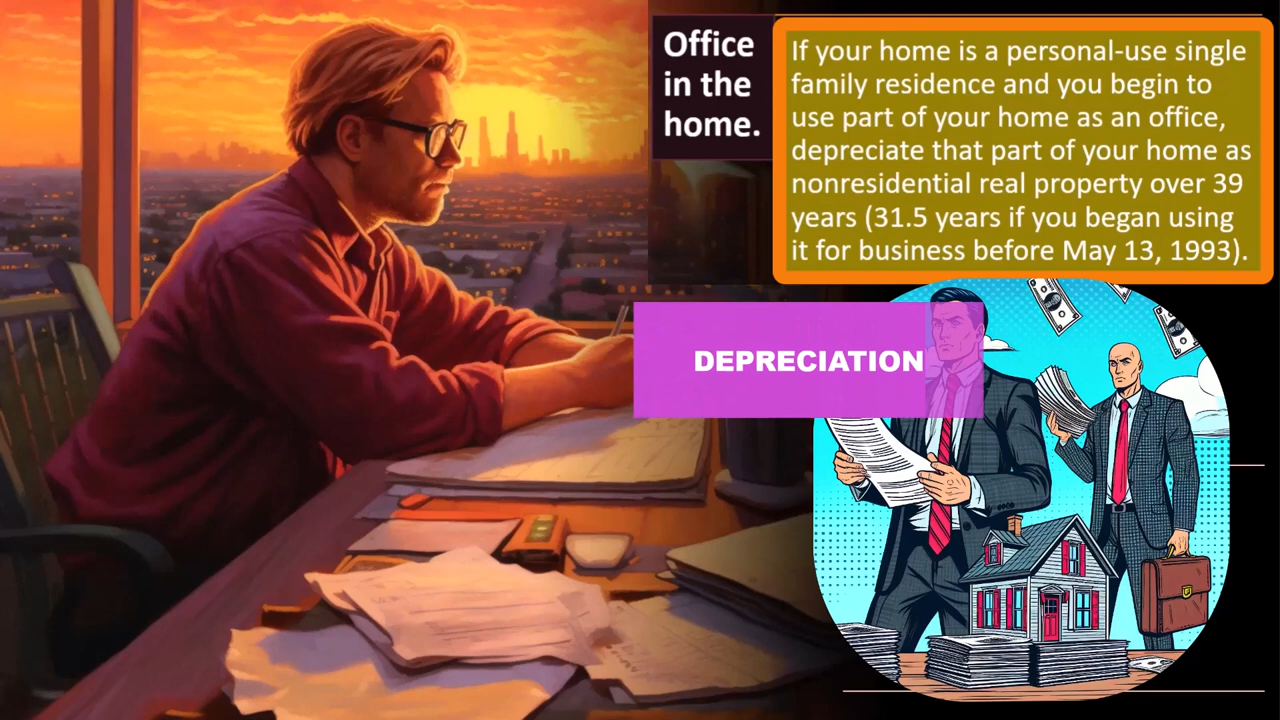 Office
in the
home.
If your home is a personal-use single
family residence and you begin to
use part of your home as an office,
depreciate that part of your home as
nonresidential real property over 39
years (31.5 years if you began using
it for business before May 13, 1993).
DEPRECIATION